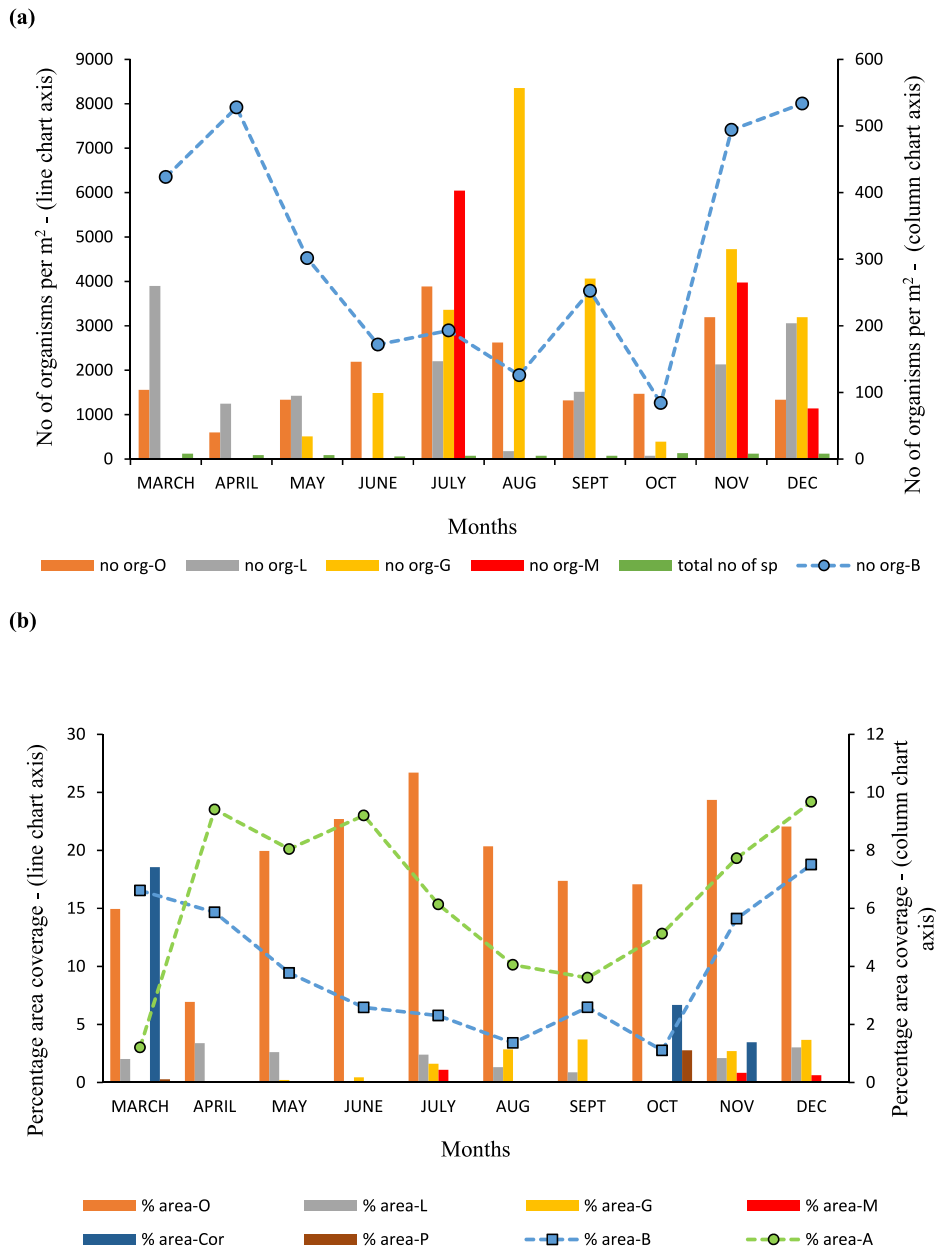 (a)
No of organisms per m2 - (line chart axis)
9000
8000
7000
6000
5000
4000
3000
2000
1000
0
600
500
400
300
200
100
0
No of organisms per m2 - (column chart axis)
MARCH APRIL MAY JUNE JULY AUG SEPT OCT NOV DEC
Months
no org-O no org-L no org-G no org-M total no of sp no org-B
(b)
Percentage area coverage - (line chart axis)
30
25
20
15
10
5
0
12
10
8
6
4
2
0
Percentage area coverage - (column chart
axis)
MARCH APRIL MAY JUNE JULY AUG SEPT OCT NOV DEC
Months
% area-O % area-L % area-G % area-M
% area-Cor % area-P % area-B % area-A